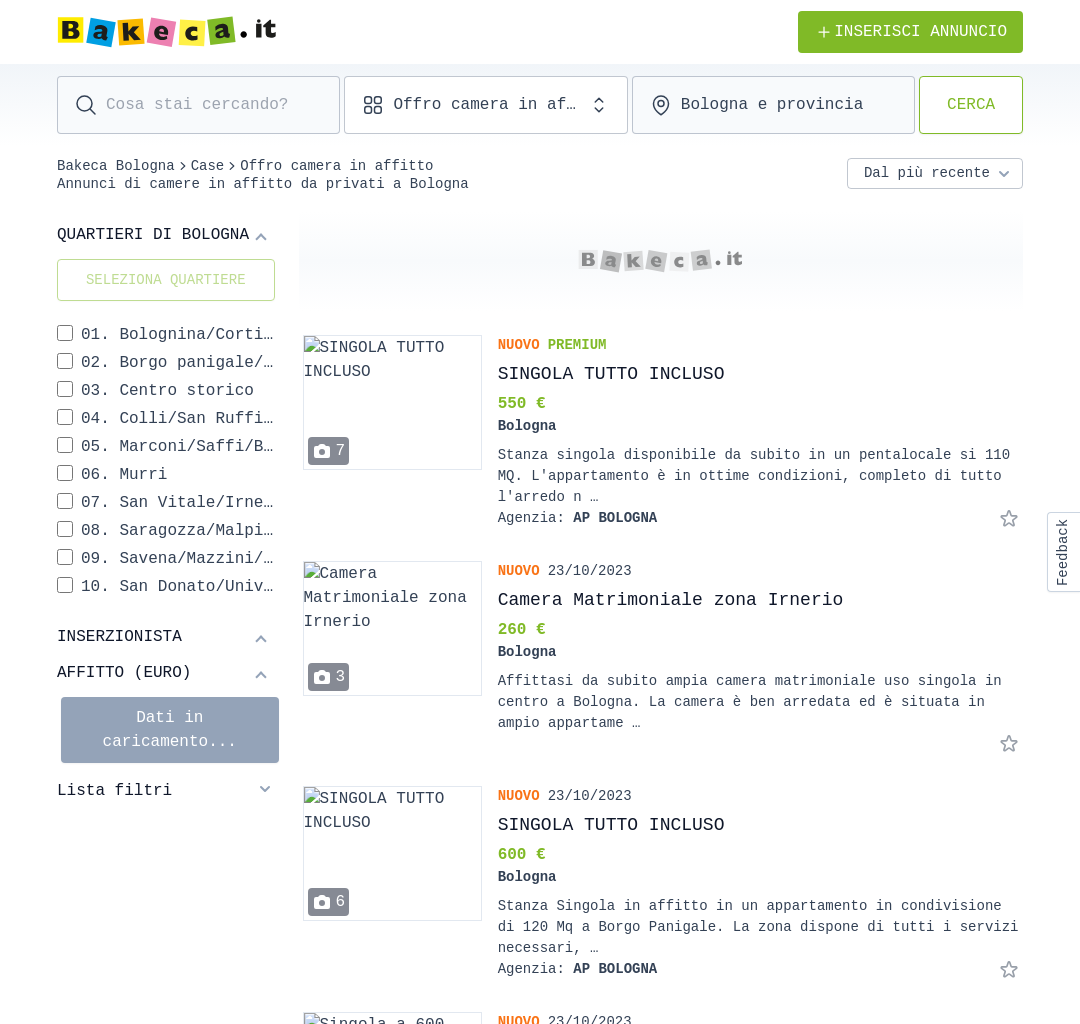 Bakeca.it
INSERISCI ANNUNCIO
Cosa stai cercando?
Offro camera in af…
Bologna e provincia
CERCA
Bakeca Bologna > Case > Offro camera in affitto
Annunci di camere in affitto da privati a Bologna
Dal più recente
QUARTIERI DI BOLOGNA
SELEZIONA QUARTIERE
01. Bolognina/Corti…
02. Borgo panigale/…
03. Centro storico
04. Colli/San Ruffi…
05. Marconi/Saffi/B…
06. Murri
07. San Vitale/Irne…
08. Saragozza/Malpi…
09. Savena/Mazzini/…
10. San Donato/Univ…
INSERZIONISTA
AFFITTO (EURO)
Dati in
caricamento...
Lista filtri
Bakeca.it
SINGOLA TUTTO
INCLUSO
7
NUOVO PREMIUM
SINGOLA TUTTO INCLUSO
550 €
Bologna
Stanza singola disponibile da subito in un pentalocale si 110
MQ. L'appartamento è in ottime condizioni, completo di tutto
l'arredo n …
Agenzia: AP BOLOGNA
Camera
Matrimoniale zona
Irnerio
3
NUOVO 23/10/2023
Camera Matrimoniale zona Irnerio
260 €
Bologna
Affittasi da subito ampia camera matrimoniale uso singola in
centro a Bologna. La camera è ben arredata ed è situata in
ampio appartame …
SINGOLA TUTTO
INCLUSO
6
NUOVO 23/10/2023
SINGOLA TUTTO INCLUSO
600 €
Bologna
Stanza Singola in affitto in un appartamento in condivisione
di 120 Mq a Borgo Panigale. La zona dispone di tutti i servizi
necessari, …
Agenzia: AP BOLOGNA
Singola a 600
NUOVO 23/10/2023
Feedback